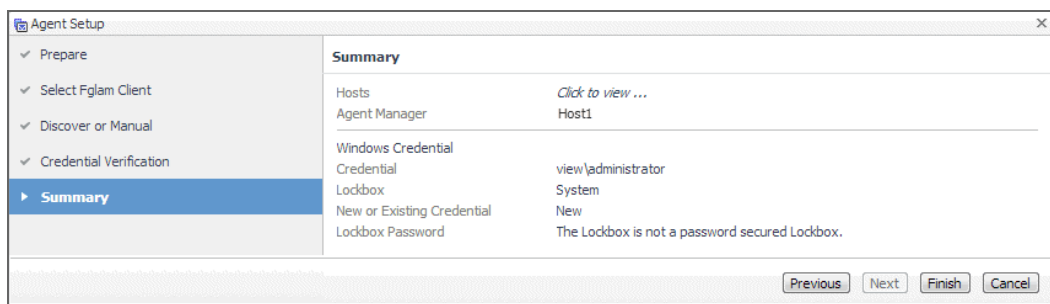 Agent Setup
Prepare
Select Fglam Client
Discover or Manual
Credential Verification
Summary
Summary
Hosts Click to view ...
Agent Manager Host1
Windows Credential
Credential view\administrator
Lockbox System
New or Existing Credential New
Lockbox Password The Lockbox is not a password secured Lockbox.
Previous Next Finish Cancel